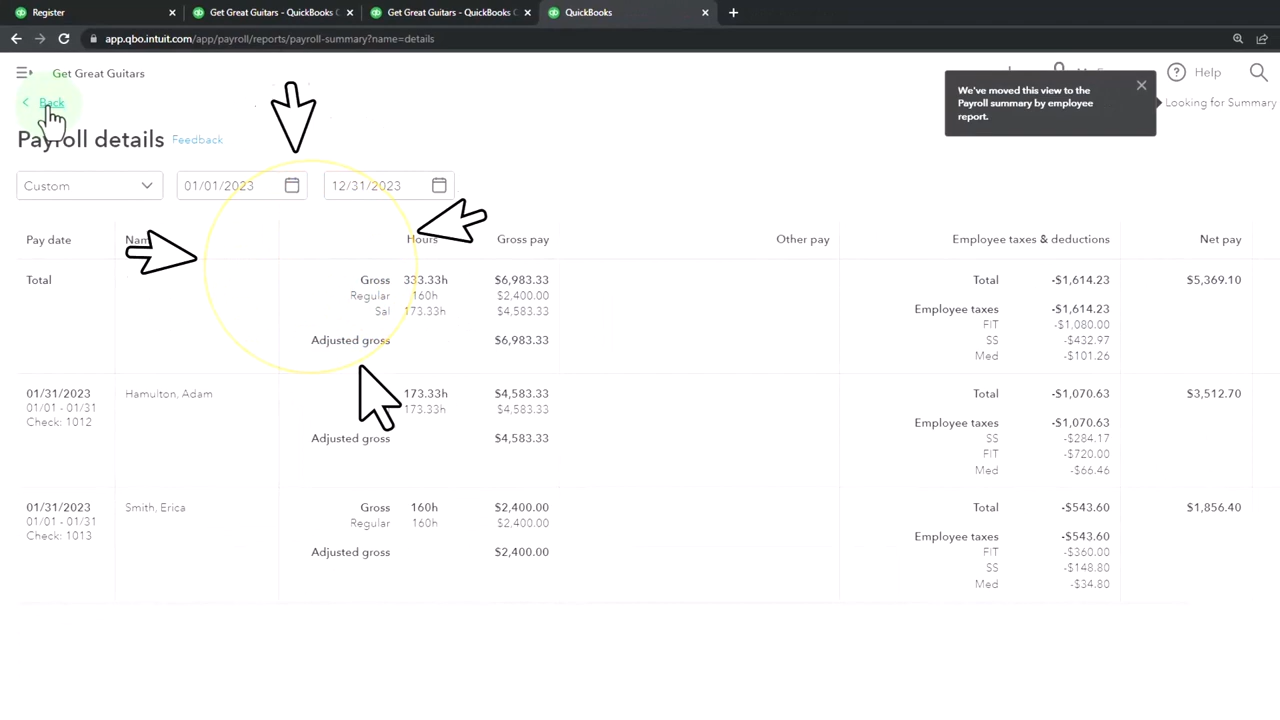 Register
Get Great Guitars - QuickBooks C
Get Great Guitars - QuickBooks C
QuickBooks
app.qbo.intuit.com/app/payroll/reports/payroll-summary?name=details
Get Great Guitars
Help
Back
We've moved this view to the
Payroll summary by employee
report.
Looking for Summary
Payroll details Feedback
Custom 01/01/2023 12/31/2023
Pay date Nam Hours Gross pay Other pay Employee taxes & deductions Net pay
Total Gross 333.33h $6,983.33 Total -$1,614.23 $5,369.10
Regular 160h $2,400.00
Sal 173.33h $4,583.33 Employee taxes -$1,614.23
FIT -$1,080.00
Adjusted gross $6,983.33 SS -$432.97
Med -$101.26
01/31/2023 Hamulton, Adam 173.33h $4,583.33 Total -$1,070.63 $3,512.70
01/01 - 01/31 173.33h $4,583.33
Check: 1012 Employee taxes -$1,070.63
Adjusted gross $4,583.33 SS -$284.17
FIT -$720.00
Med -$66.46
01/31/2023 Smith, Erica Gross 160h $2,400.00 Total -$543.60 $1,856.40
01/01 - 01/31 Regular 160h $2,400.00
Check: 1013 Employee taxes -$543.60
Adjusted gross $2,400.00 FIT -$360.00
SS -$148.80
Med -$34.80